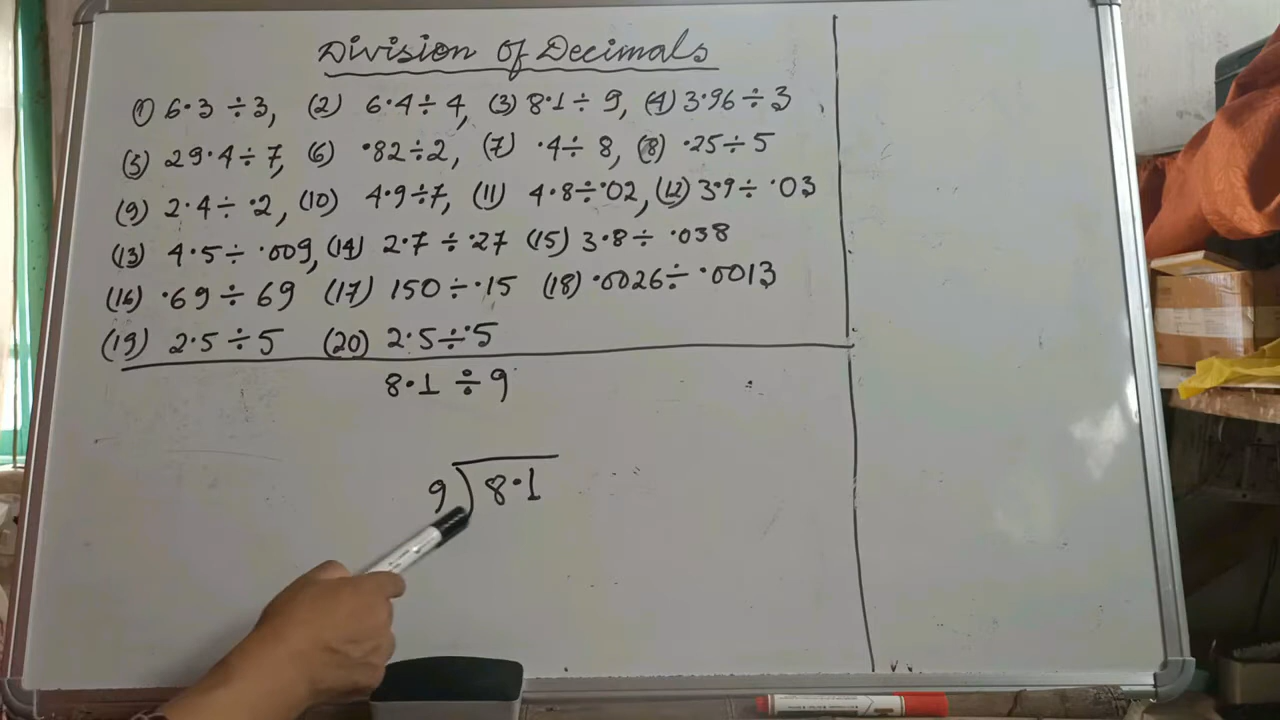 Division of Decimals
(1) 6·3 ÷ 3, (2) 6·4 ÷ 4, (3) 8·1 ÷ 9, (4) 3·96 ÷ 3
(5) 29·4 ÷ 7, (6) ·82 ÷ 2, (7) ·4 ÷ 8, (8) ·25 ÷ 5
(9) 2·4 ÷ ·2, (10) 4·9 ÷ 7, (11) 4·8 ÷ ·02, (12) 3·9 ÷ ·03
(13) 4·5 ÷ ·009, (14) 2·7 ÷ ·27 (15) 3·8 ÷ ·038
(16) ·69 ÷ 69 (17) 150 ÷ ·15 (18) ·0026 ÷ ·0013
(19) 2·5 ÷ 5 (20) 2·5 ÷ ·5
8·1 ÷ 9
9 ) 8·1